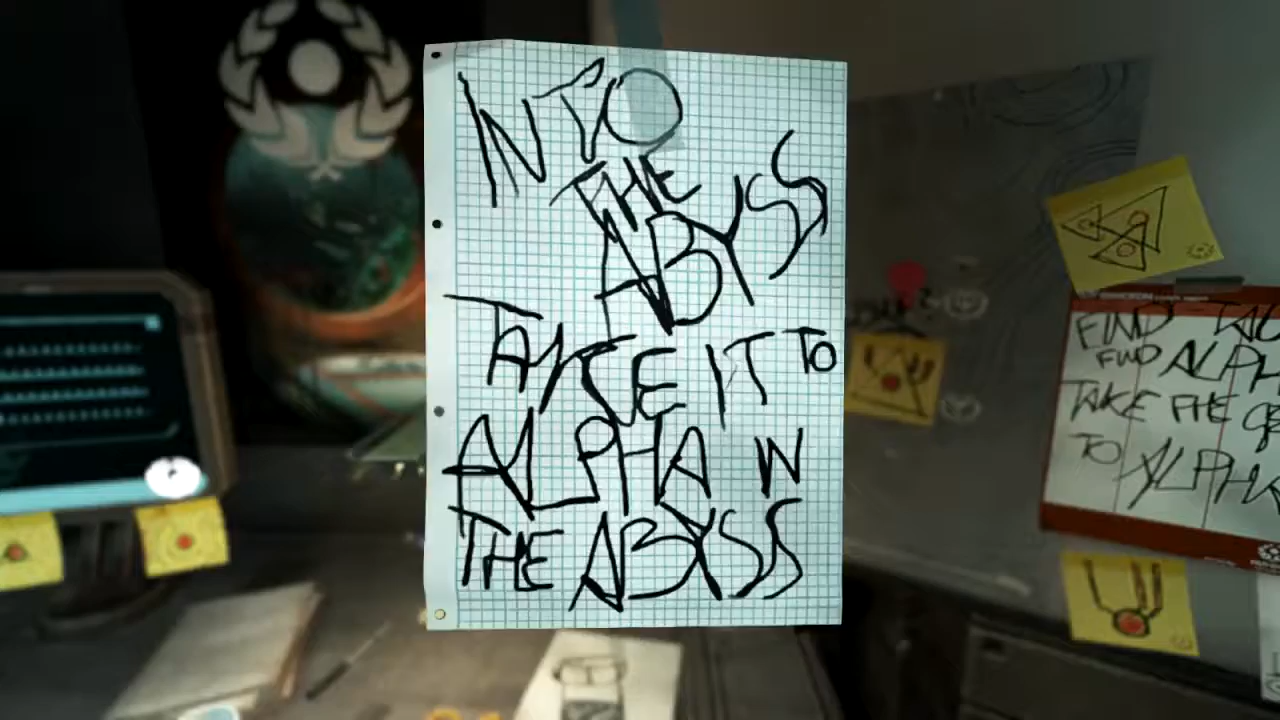 INTO
THE
ABYSS
TAKE IT TO
ALPHA IN
THE ABYSS
FIND
FIND ALPH
TAKE THE
TO ALPHA